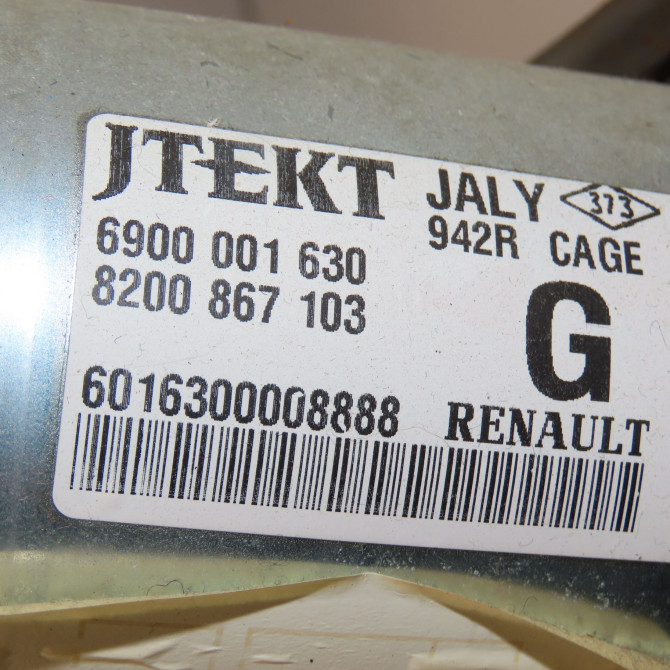 JTEKT JALY 373
6900 001 630 942R CAGE
8200 867 103 G
6016300008888 RENAULT